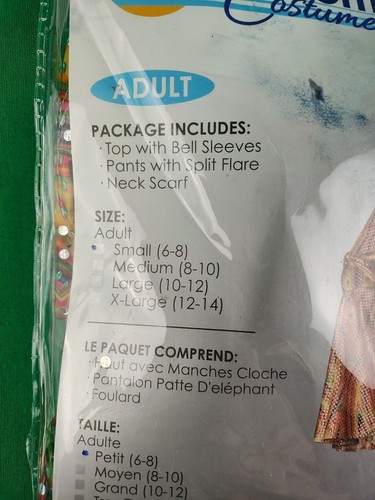 Costume
ADULT
PACKAGE INCLUDES:
· Top with Bell Sleeves
· Pants with Split Flare
· Neck Scarf
SIZE:
Adult
Small (6-8)
Medium (8-10)
Large (10-12)
X-Large (12-14)
LE PAQUET COMPREND:
· Haut avec Manches Cloche
· Pantalon Patte D'eléphant
· Foulard
TAILLE:
Adulte
Petit (6-8)
Moyen (8-10)
Grand (10-12)